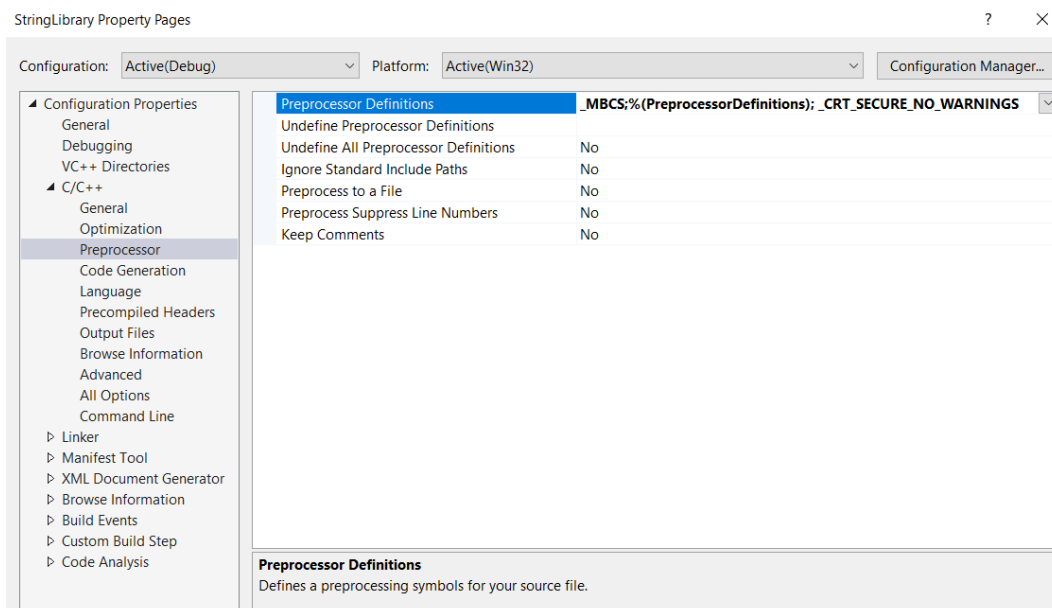 StringLibrary Property Pages ? ×
Configuration: Active(Debug) Platform: Active(Win32) Configuration Manager...
Configuration Properties
General
Debugging
VC++ Directories
C/C++
General
Optimization
Preprocessor
Code Generation
Language
Precompiled Headers
Output Files
Browse Information
Advanced
All Options
Command Line
Linker
Manifest Tool
XML Document Generator
Browse Information
Build Events
Custom Build Step
Code Analysis
Preprocessor Definitions _MBCS;%(PreprocessorDefinitions); _CRT_SECURE_NO_WARNINGS
Undefine Preprocessor Definitions
Undefine All Preprocessor Definitions No
Ignore Standard Include Paths No
Preprocess to a File No
Preprocess Suppress Line Numbers No
Keep Comments No
Preprocessor Definitions
Defines a preprocessing symbols for your source file.